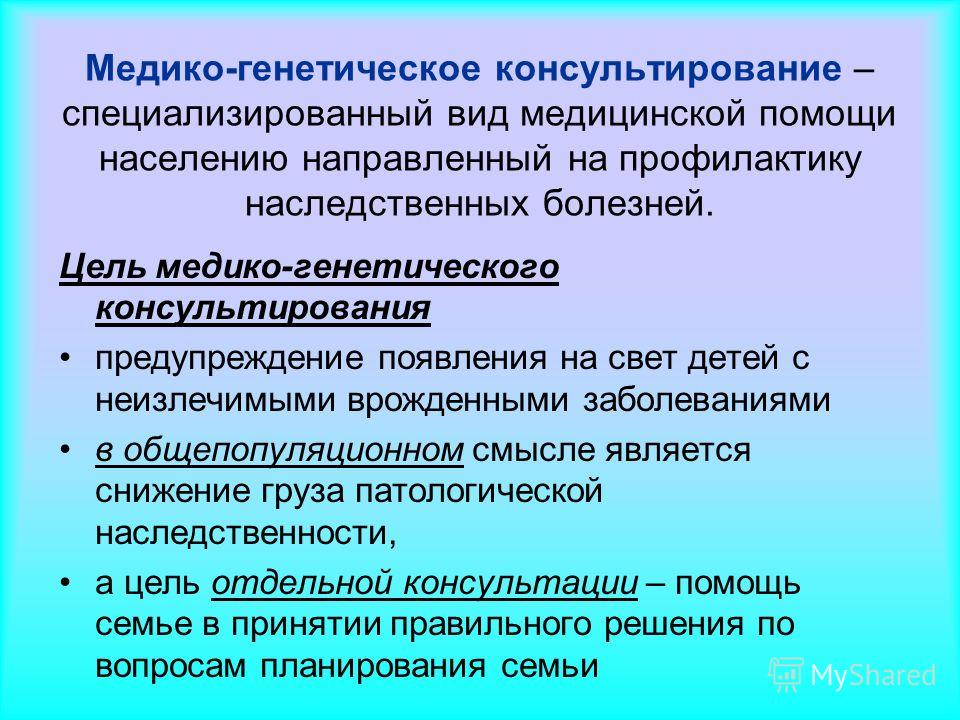 Медико-генетическое консультирование –
специализированный вид медицинской помощи
населению направленный на профилактику
наследственных болезней.
Цель медико-генетического
консультирования
• предупреждение появления на свет детей с
неизлечимыми врожденными заболеваниями
• в общепопуляционном смысле является
снижение груза патологической
наследственности,
• а цель отдельной консультации – помощь
семье в принятии правильного решения по
вопросам планирования семьи
MyShared